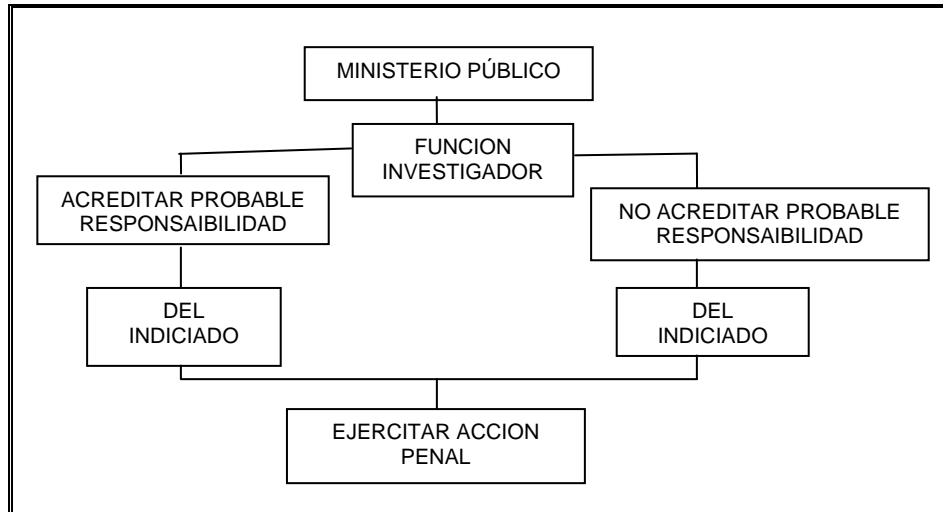 MINISTERIO PÚBLICO
FUNCION
INVESTIGADOR
ACREDITAR PROBABLE
RESPONSAIBILIDAD
NO ACREDITAR PROBABLE
RESPONSAIBILIDAD
DEL
INDICIADO
DEL
INDICIADO
EJERCITAR ACCION
PENAL